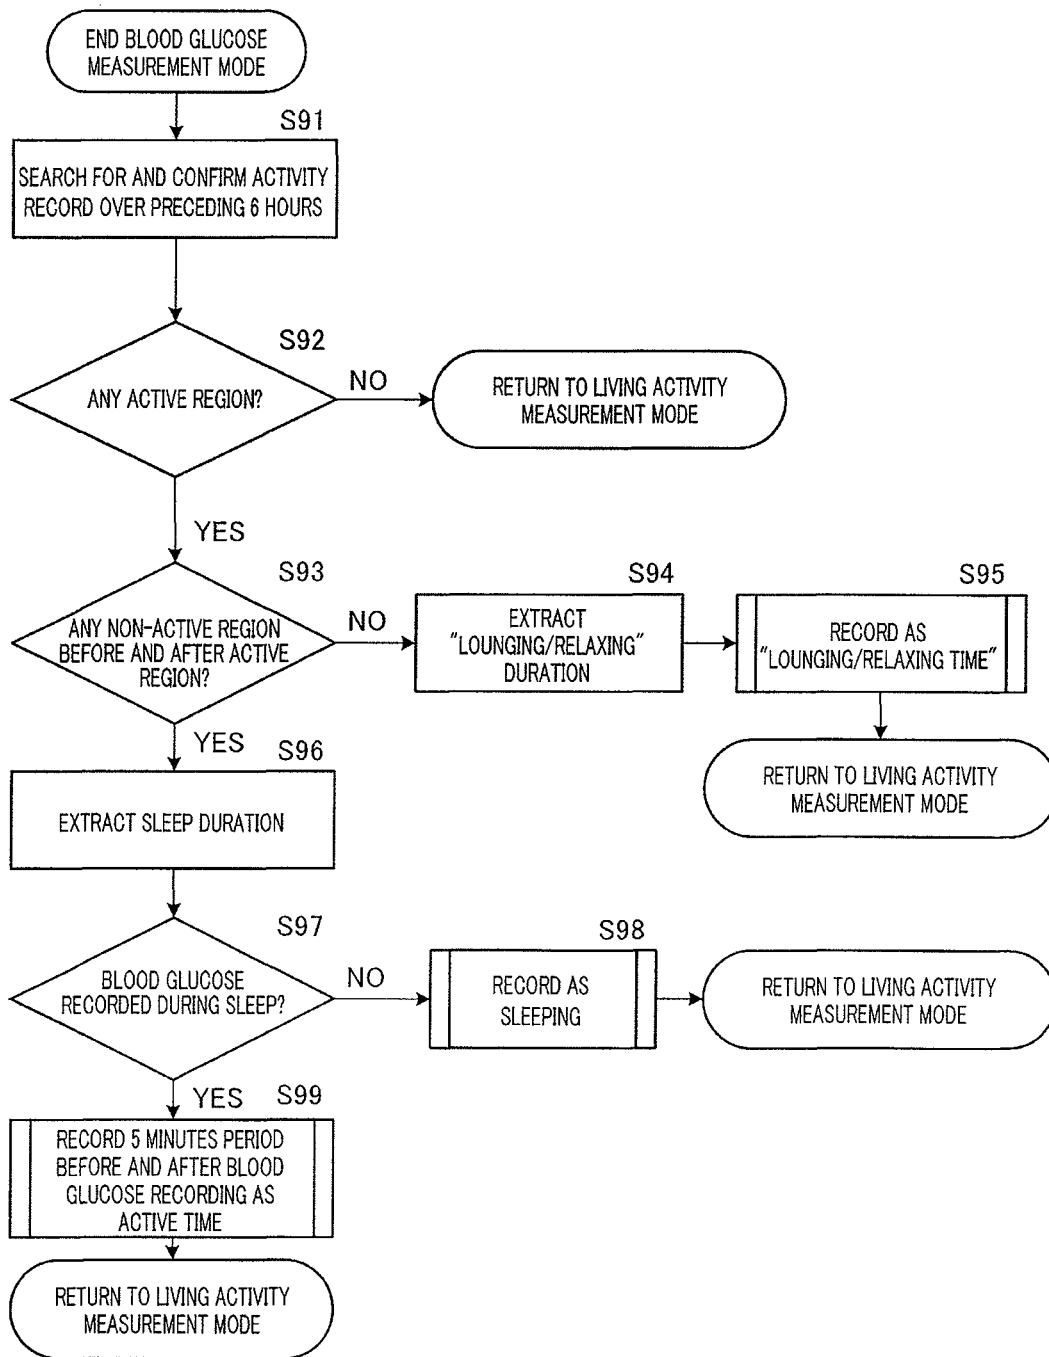 END BLOOD GLUCOSE
MEASUREMENT MODE
S91
SEARCH FOR AND CONFIRM ACTIVITY
RECORD OVER PRECEDING 6 HOURS
S92
ANY ACTIVE REGION?
NO
RETURN TO LIVING ACTIVITY
MEASUREMENT MODE
YES
S93
ANY NON-ACTIVE REGION
BEFORE AND AFTER ACTIVE
REGION?
NO
S94
EXTRACT
"LOUNGING/RELAXING"
DURATION
S95
RECORD AS
"LOUNGING/RELAXING TIME"
RETURN TO LIVING ACTIVITY
MEASUREMENT MODE
YES
S96
EXTRACT SLEEP DURATION
S97
BLOOD GLUCOSE
RECORDED DURING SLEEP?
NO
S98
RECORD AS
SLEEPING
RETURN TO LIVING ACTIVITY
MEASUREMENT MODE
YES
S99
RECORD 5 MINUTES PERIOD
BEFORE AND AFTER BLOOD
GLUCOSE RECORDING AS
ACTIVE TIME
RETURN TO LIVING ACTIVITY
MEASUREMENT MODE